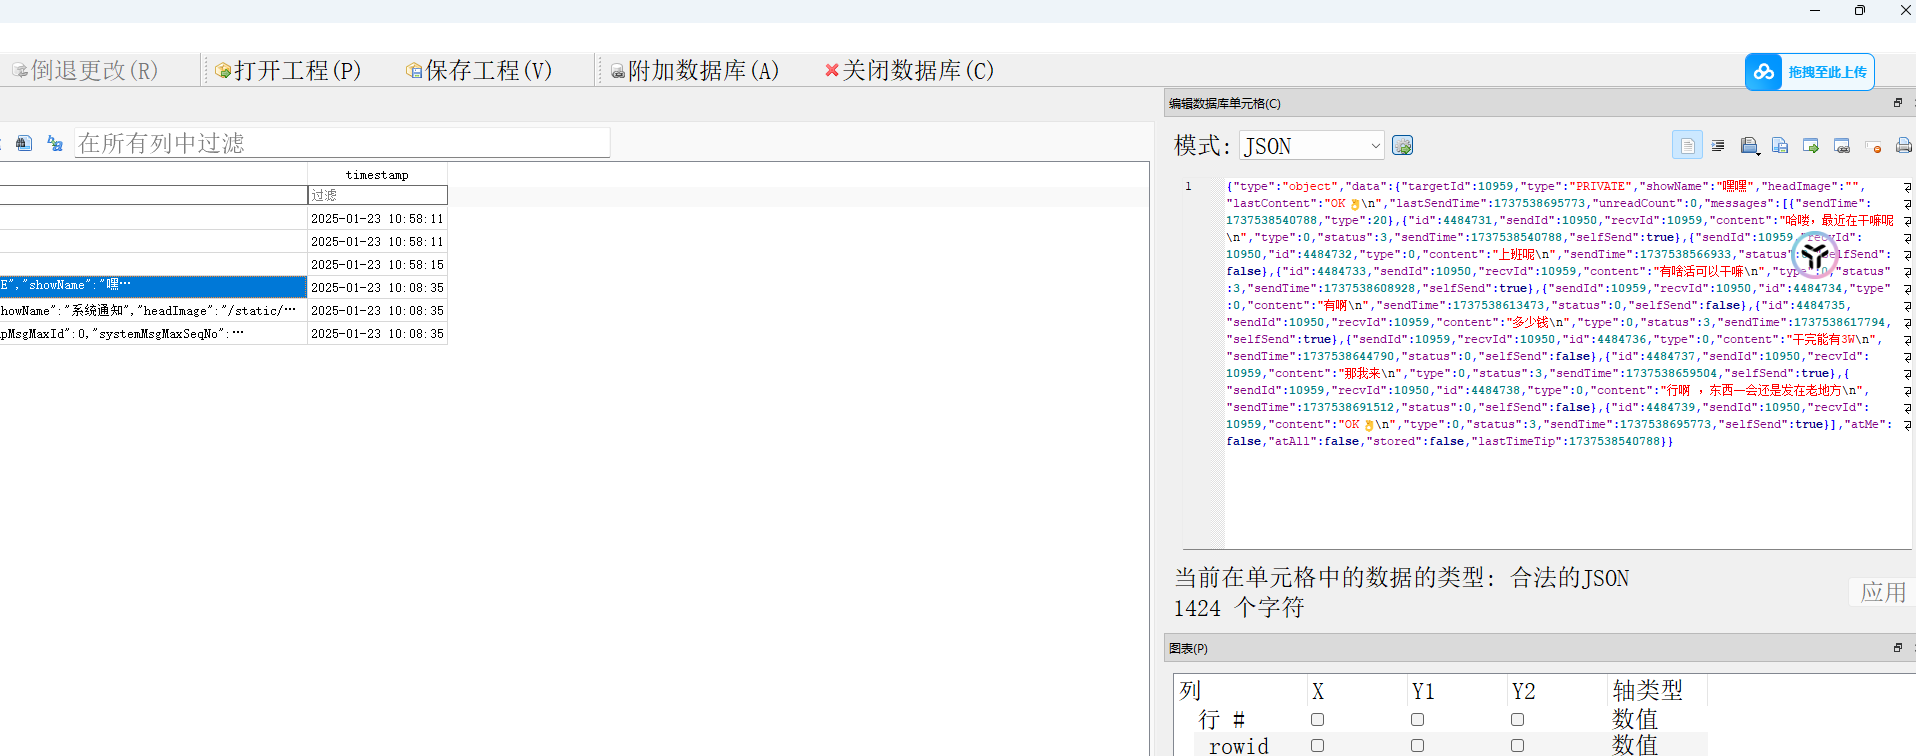 倒退更改(R) 打开工程(P) 保存工程(V) 附加数据库(A) 关闭数据库(C)
拖拽至此上传
编辑数据库单元格(C)
在所有列中过滤
模式: JSON
timestamp
过滤
2025-01-23 10:58:11
2025-01-23 10:58:11
2025-01-23 10:58:15
E","showName":"嘿… 2025-01-23 10:08:35
howName":"系统通知","headImage":"/static/… 2025-01-23 10:08:35
pMsgMaxId":0,"systemMsgMaxSeqNo":… 2025-01-23 10:08:35
1
{"type":"object","data":{"targetId":10959,"type":"PRIVATE","showName":"嘿嘿","headImage":"",
"lastContent":"OK👌\n","lastSendTime":1737538695773,"unreadCount":0,"messages":[{"sendTime":
1737538540788,"type":20},{"id":4484731,"sendId":10950,"recvId":10959,"content":"哈喽，最近在干嘛呢
\n","type":0,"status":3,"sendTime":1737538540788,"selfSend":true},{"sendId":10959,"recvId":
10950,"id":4484732,"type":0,"content":"上班呢\n","sendTime":1737538566933,"status" selfSend":
false},{"id":4484733,"sendId":10950,"recvId":10959,"content":"有啥活可以干嘛\n","type":0,"status"
:3,"sendTime":1737538608928,"selfSend":true},{"sendId":10959,"recvId":10950,"id":4484734,"type"
:0,"content":"有啊\n","sendTime":1737538613473,"status":0,"selfSend":false},{"id":4484735,
"sendId":10950,"recvId":10959,"content":"多少钱\n","type":0,"status":3,"sendTime":1737538617794,
"selfSend":true},{"sendId":10959,"recvId":10950,"id":4484736,"type":0,"content":"干完能有3W\n",
"sendTime":1737538644790,"status":0,"selfSend":false},{"id":4484737,"sendId":10950,"recvId":
10959,"content":"那我来\n","type":0,"status":3,"sendTime":1737538659504,"selfSend":true},{
"sendId":10959,"recvId":10950,"id":4484738,"type":0,"content":"行啊 ，东西一会还是发在老地方\n",
"sendTime":1737538691512,"status":0,"selfSend":false},{"id":4484739,"sendId":10950,"recvId":
10959,"content":"OK👌\n","type":0,"status":3,"sendTime":1737538695773,"selfSend":true}],"atMe":
false,"atAll":false,"stored":false,"lastTimeTip":1737538540788}}
当前在单元格中的数据的类型: 合法的JSON
1424 个字符
应用
图表(P)
列 X Y1 Y2 轴类型
行 # 数值
rowid 数值